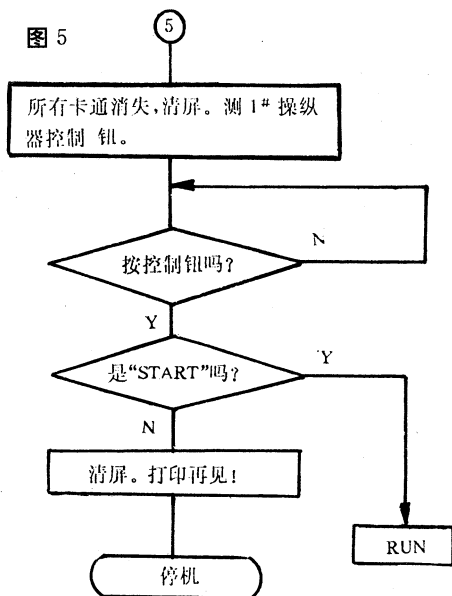 图 5
5
所有卡通消失,清屏。测 1# 操纵
器控制 钮。
N
按控制钮吗?
Y
是“START”吗?
Y
N
清屏。打印再见!
RUN
停机